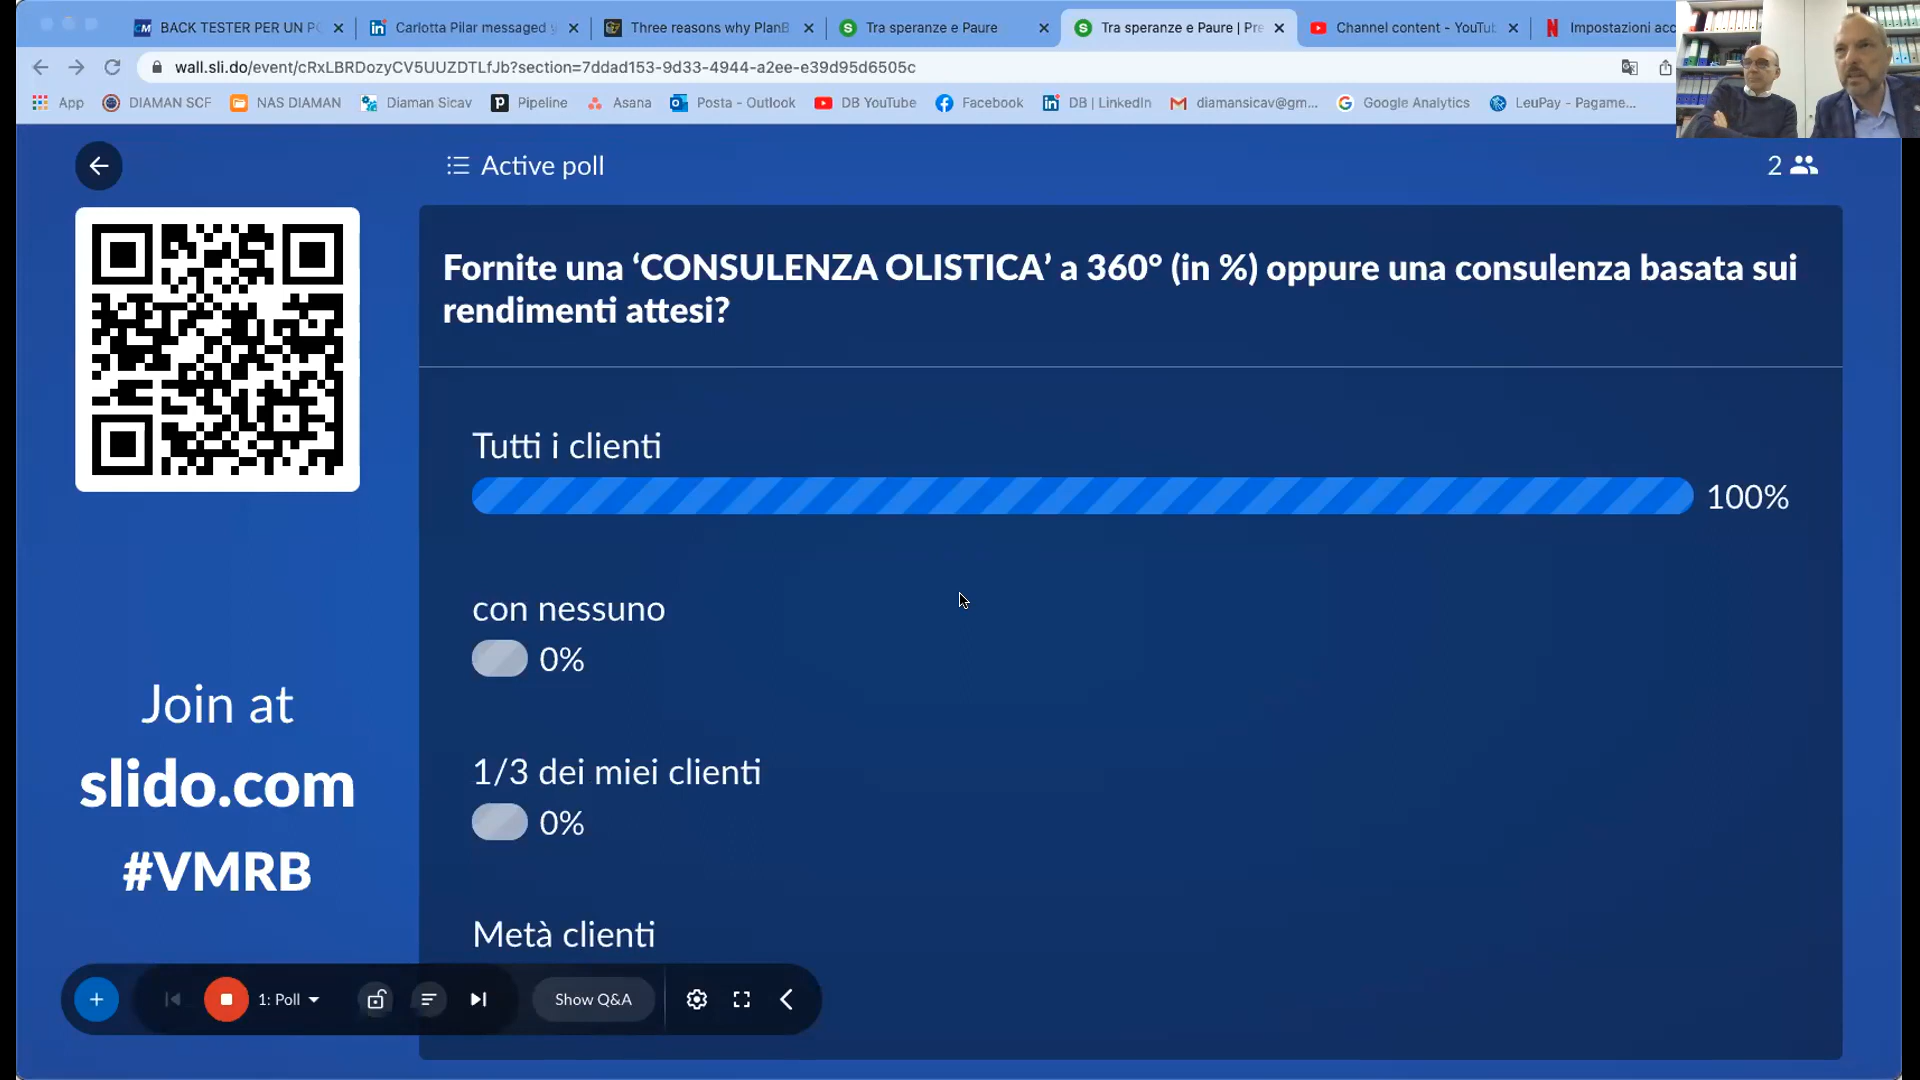 BACK TESTER PER UN P
Carlotta Pilar messaged y
Three reasons why PlanB
Tra speranze e Paure
Tra speranze e Paure | Pre
Channel content - YouTub
Impostazioni acc
wall.sli.do/event/cRxLBRDozyCV5UUZDTLfJb?section=7ddad153-9d33-4944-a2ee-e39d95d6505c
App
DIAMAN SCF
NAS DIAMAN
Diaman Sicav
Pipeline
Asana
Posta - Outlook
DB YouTube
Facebook
DB | LinkedIn
diamansicav@gm...
Google Analytics
LeuPay - Pagame...
Active poll
2
Fornite una ‘CONSULENZA OLISTICA’ a 360° (in %) oppure una consulenza basata sui
rendimenti attesi?
Tutti i clienti
100%
con nessuno
0%
1/3 dei miei clienti
0%
Metà clienti
Join at
slido.com
#VMRB
1: Poll
Show Q&A